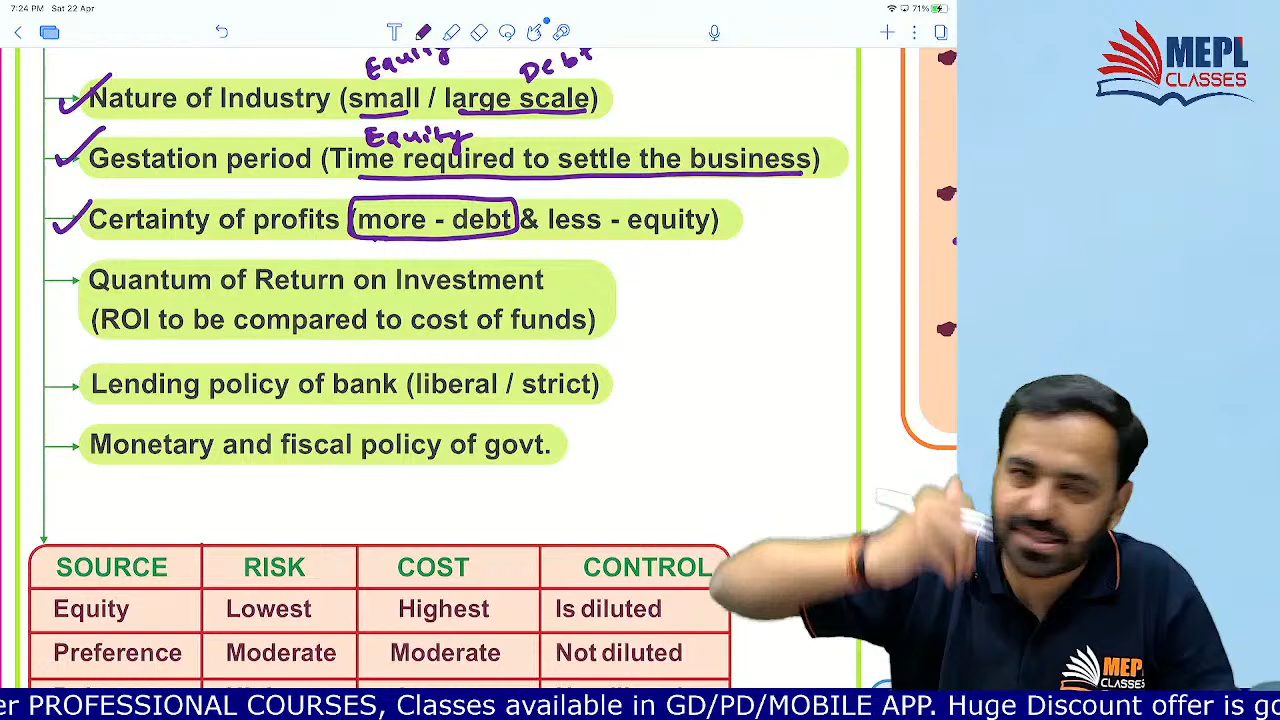 7:24 PM Sat 22 Apr
71%
MEPL
CLASSES
Equity
Debt
Nature of Industry (small / large scale)
Equity
Gestation period (Time required to settle the business)
Certainty of profits (more - debt & less - equity)
Quantum of Return on Investment
(ROI to be compared to cost of funds)
Lending policy of bank (liberal / strict)
Monetary and fiscal policy of govt.
SOURCE RISK COST CONTROL
Equity Lowest Highest Is diluted
Preference Moderate Moderate Not diluted
MEPL
CLASSES
PROFESSIONAL COURSES, Classes available in GD/PD/MOBILE APP. Huge Discount offer is